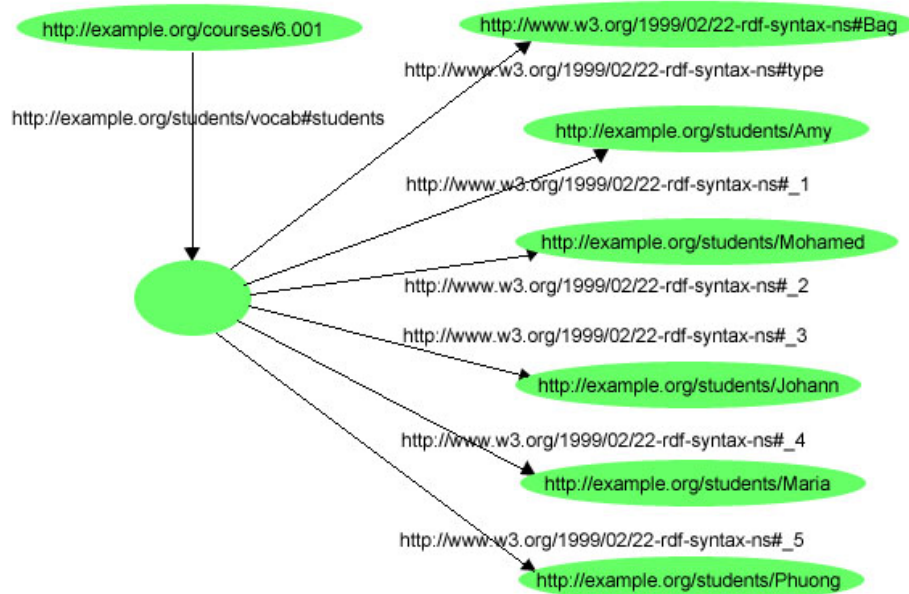 http://example.org/courses/6.001
http://www.w3.org/1999/02/22-rdf-syntax-ns#Bag
http://www.w3.org/1999/02/22-rdf-syntax-ns#type
http://example.org/students/vocab#students
http://example.org/students/Amy
http://www.w3.org/1999/02/22-rdf-syntax-ns#_1
http://example.org/students/Mohamed
http://www.w3.org/1999/02/22-rdf-syntax-ns#_2
http://www.w3.org/1999/02/22-rdf-syntax-ns#_3
http://example.org/students/Johann
http://www.w3.org/1999/02/22-rdf-syntax-ns#_4
http://example.org/students/Maria
http://www.w3.org/1999/02/22-rdf-syntax-ns#_5
http://example.org/students/Phuong